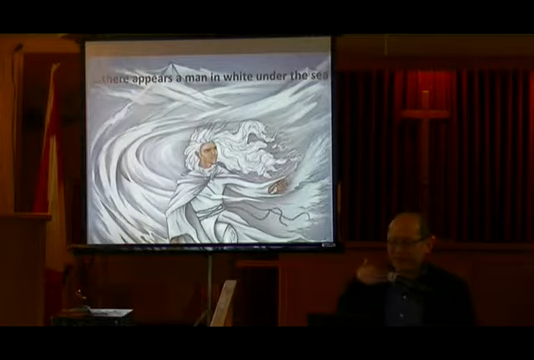 ...there appears a man in white under the sea